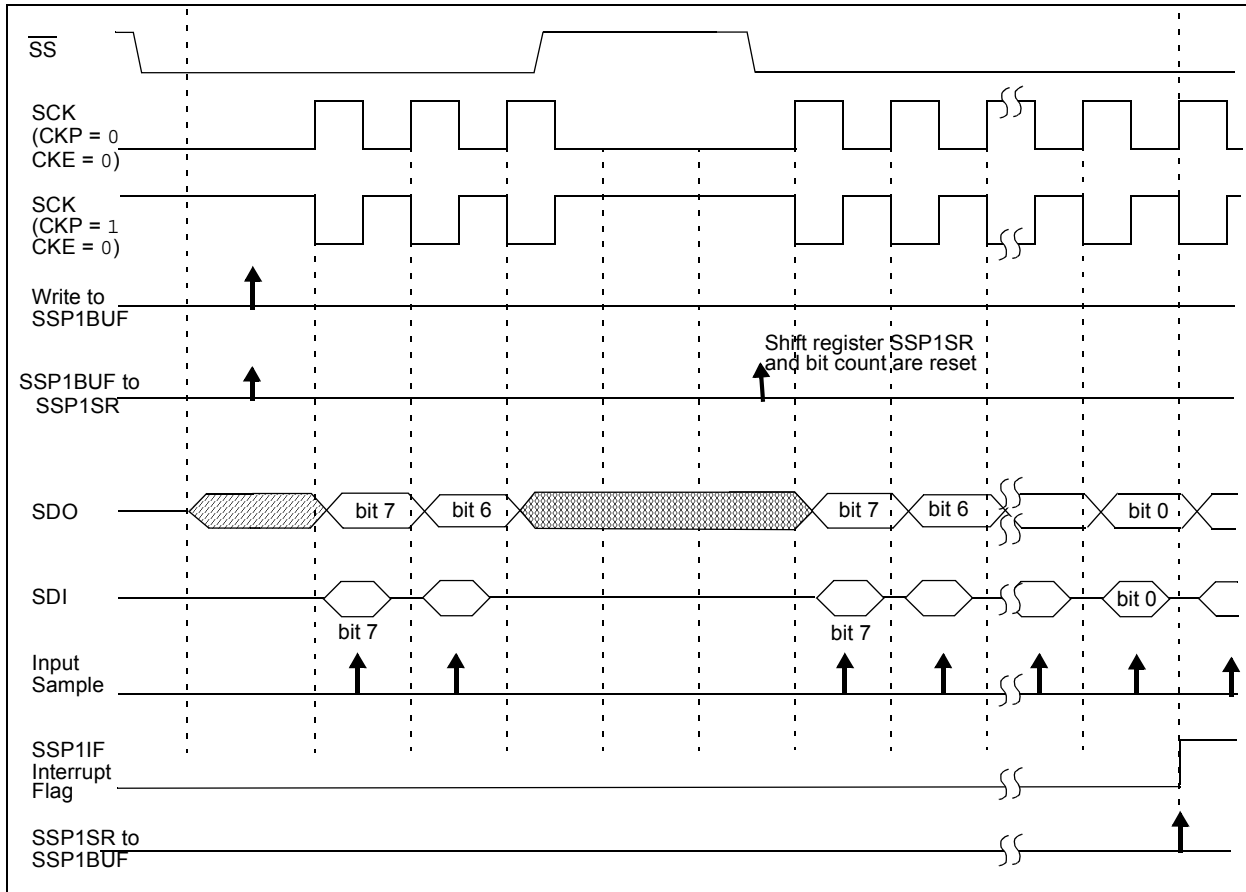 SS
SCK
(CKP = 0
CKE = 0)
SCK
(CKP = 1
CKE = 0)
Write to
SSP1BUF
Shift register SSP1SR
and bit count are reset
SSP1BUF to
SSP1SR
SDO
bit 7
bit 6
bit 7
bit 6
bit 0
SDI
bit 0
bit 7
bit 7
Input
Sample
SSP1IF
Interrupt
Flag
SSP1SR to
SSP1BUF